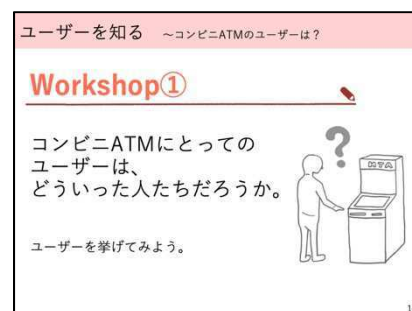 ユーザーを知る ～コンビニATMのユーザーは？
Workshop①
コンビニATMにとっての
ユーザーは、
どういった人たちだろうか。
ユーザーを挙げてみよう。
?
1